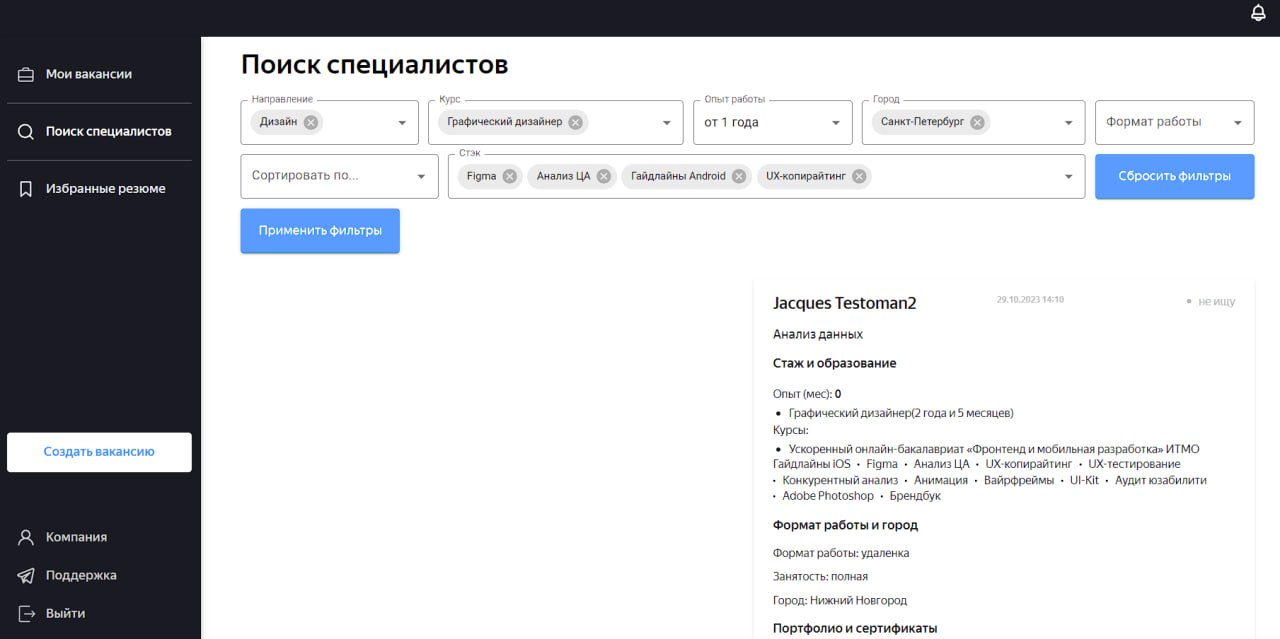 Мои вакансии
Поиск специалистов
Избранные резюме
Создать вакансию
Компания
Поддержка
Выйти
Поиск специалистов
Направление
Дизайн
Курс
Графический дизайнер
Опыт работы
от 1 года
Город
Санкт-Петербург
Формат работы
Сортировать по...
Стэк
Figma Анализ ЦА Гайдлайны Android UX-копирайтинг
Сбросить фильтры
Применить фильтры
Jacques Testoman2 29.10.2023 14:10 • не ищу
Анализ данных
Стаж и образование
Опыт (мес): 0
• Графический дизайнер(2 года и 5 месяцев)
Курсы:
• Ускоренный онлайн-бакалавриат «Фронтенд и мобильная разработка» ИТМО
Гайдлайны iOS • Figma • Анализ ЦА • UX-копирайтинг • UX-тестирование
• Конкурентный анализ • Анимация • Вайрфреймы • UI-Kit • Аудит юзабилити
• Adobe Photoshop • Брендбук
Формат работы и город
Формат работы: удаленка
Занятость: полная
Город: Нижний Новгород
Портфолио и сертификаты